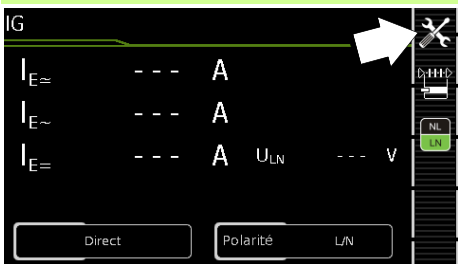 IG
IE≃ --- A
IE~ --- A
IE= --- A ULN --- V
NL
LN
Direct Polarité L/N